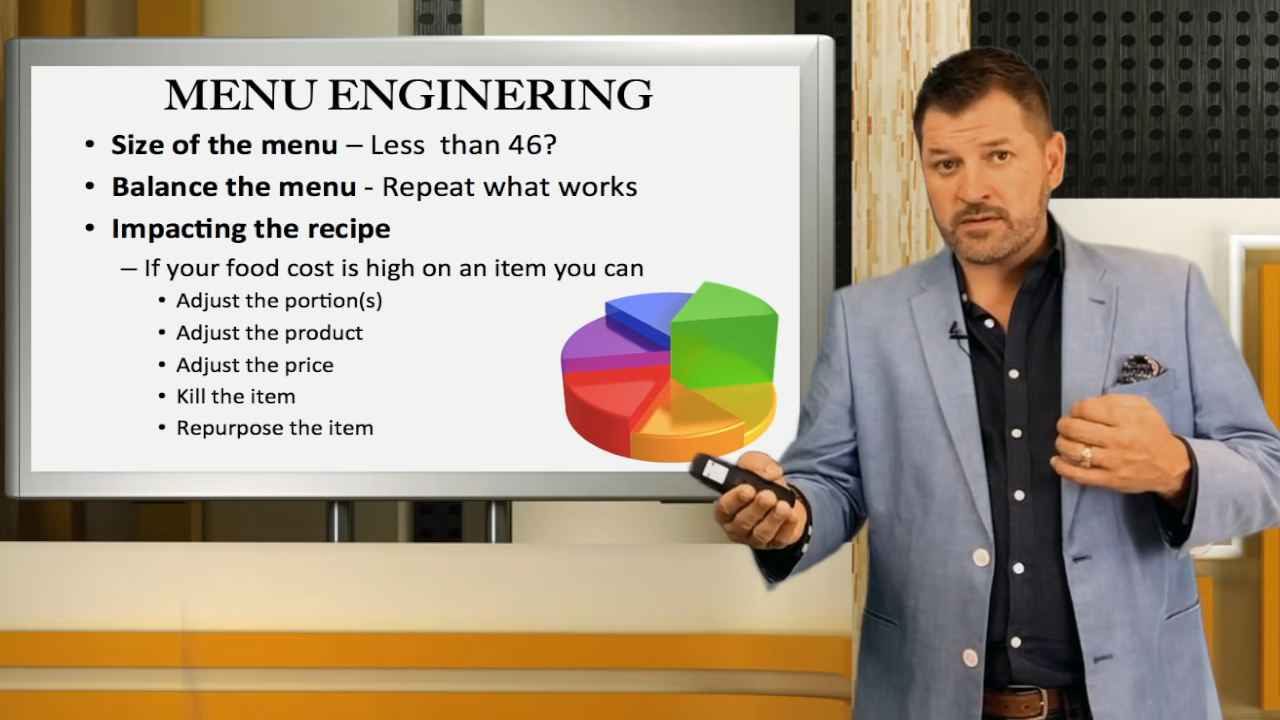 MENU ENGINERING
• Size of the menu – Less  than 46?
• Balance the menu - Repeat what works
• Impacting the recipe
– If your food cost is high on an item you can
• Adjust the portion(s)
• Adjust the product
• Adjust the price
• Kill the item
• Repurpose the item